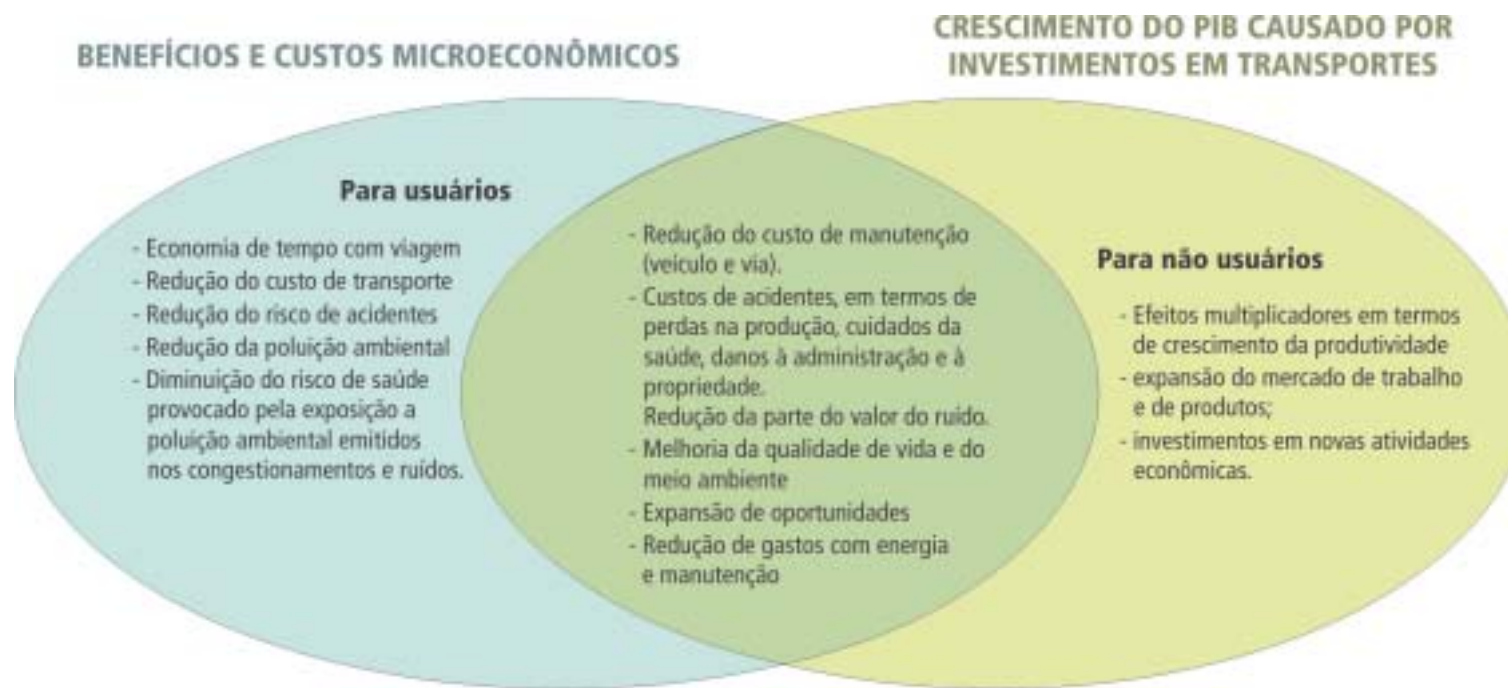 BENEFÍCIOS E CUSTOS MICROECONÔMICOS
CRESCIMENTO DO PIB CAUSADO POR
INVESTIMENTOS EM TRANSPORTES
Para usuários
- Economia de tempo com viagem
- Redução do custo de transporte
- Redução do risco de acidentes
- Redução da poluição ambiental
- Diminuição do risco de saúde
provocado pela exposição a
poluição ambiental emitidos
nos congestionamentos e ruídos.
- Redução do custo de manutenção
(veículo e via).
- Custos de acidentes, em termos de
perdas na produção, cuidados da
saúde, danos à administração e à
propriedade.
Redução da parte do valor do ruído.
- Melhoria da qualidade de vida e do
meio ambiente
- Expansão de oportunidades
- Redução de gastos com energia
e manutenção
Para não usuários
- Efeitos multiplicadores em termos
de crescimento da produtividade
- expansão do mercado de trabalho
e de produtos;
- investimentos em novas atividades
econômicas.